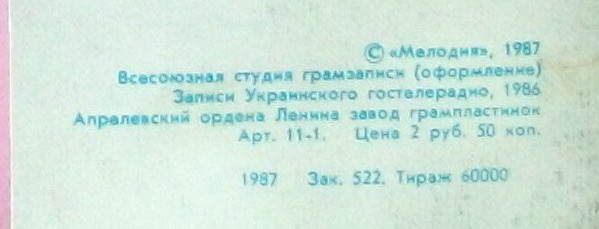 © «Мелодия», 1987
Всесоюзная студия грамзаписи (оформление)
Записи Украинского гостелерадио, 1986
Апрелевский ордена Ленина завод грампластинок
Арт. 11-1. Цена 2 руб. 50 коп.
1987 Зак. 522. Тираж 60000